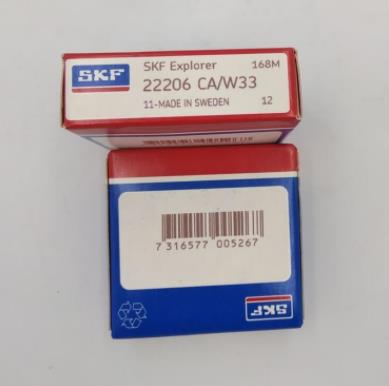 SKF
SKF Explorer 168M
22206 CA/W33
11-MADE IN SWEDEN 12
7 316577 005267
SKF